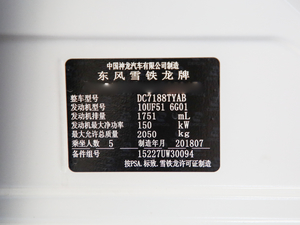 中国神龙汽车有限公司制造
东风雪铁龙牌
整车型号 DC7188TYAB
发动机型号 10UF51 6G01
发动机排量 1751 mL
发动机最大净功率 150 kW
最大允许总质量 2050 kg
乘坐人数 5 制造年月 201807
备件组号 15227UW30094
按PSA.标致.雪铁龙许可证制造